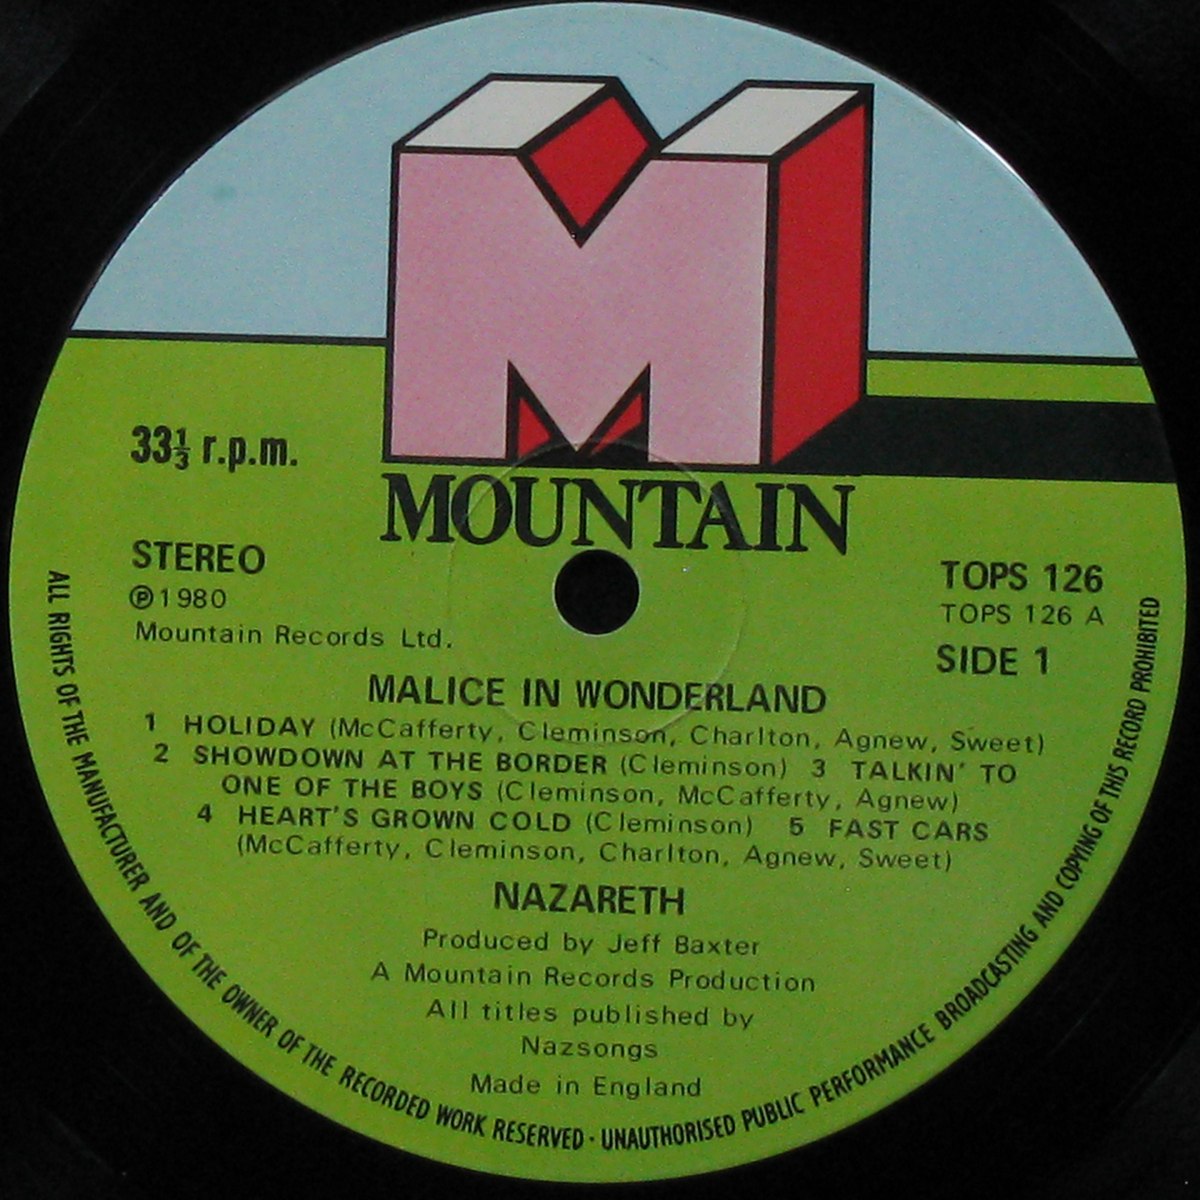 MOUNTAIN
33⅓ r.p.m.
STEREO
℗1980
Mountain Records Ltd.
TOPS 126
TOPS 126 A
SIDE 1
MALICE IN WONDERLAND
1 HOLIDAY (McCafferty, Cleminson, Charlton, Agnew, Sweet)
2 SHOWDOWN AT THE BORDER (Cleminson) 3 TALKIN' TO
ONE OF THE BOYS (Cleminson, McCafferty, Agnew)
4 HEART'S GROWN COLD (Cleminson) 5 FAST CARS
(McCafferty, Cleminson, Charlton, Agnew, Sweet)
NAZARETH
Produced by Jeff Baxter
A Mountain Records Production
All titles published by
Nazsongs
Made in England
ALL RIGHTS OF THE MANUFACTURER AND OF THE OWNER OF THE RECORDED WORK RESERVED · UNAUTHORISED PUBLIC PERFORMANCE BROADCASTING AND COPYING OF THIS RECORD PROHIBITED